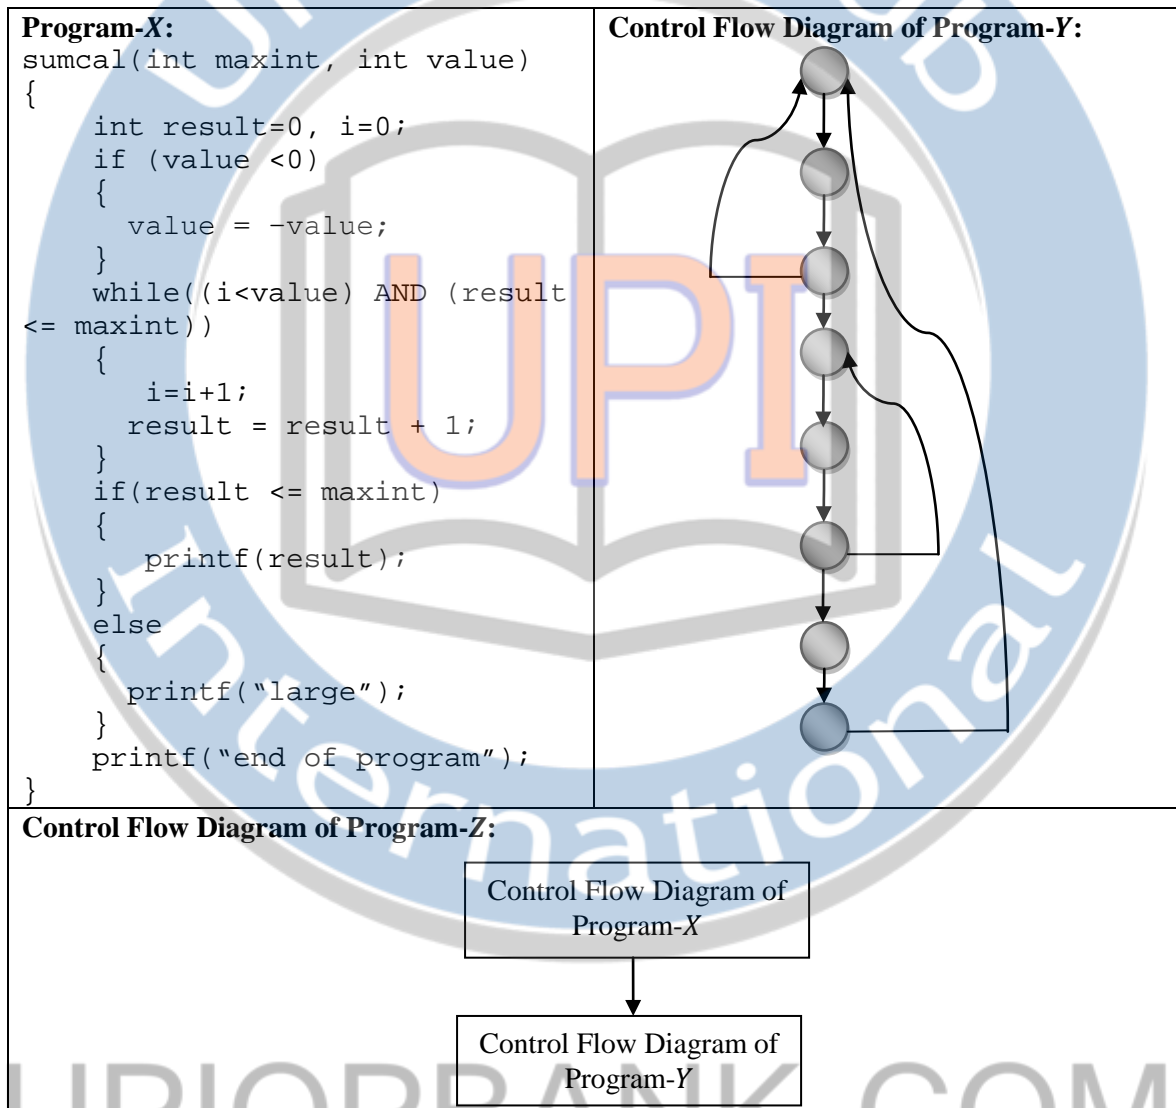 Program-X:
sumcal(int maxint, int value)
{
int result=0, i=0;
if (value <0)
{
value = −value;
}
while((i<value) AND (result
<= maxint))
{
i=i+1;
result = result + 1;
}
if(result <= maxint)
{
printf(result);
}
else
{
printf(“large”);
}
printf(“end of program”);
}
Control Flow Diagram of Program-Y:
Control Flow Diagram of Program-Z:
Control Flow Diagram of
Program-X
Control Flow Diagram of
Program-Y
UPI
International